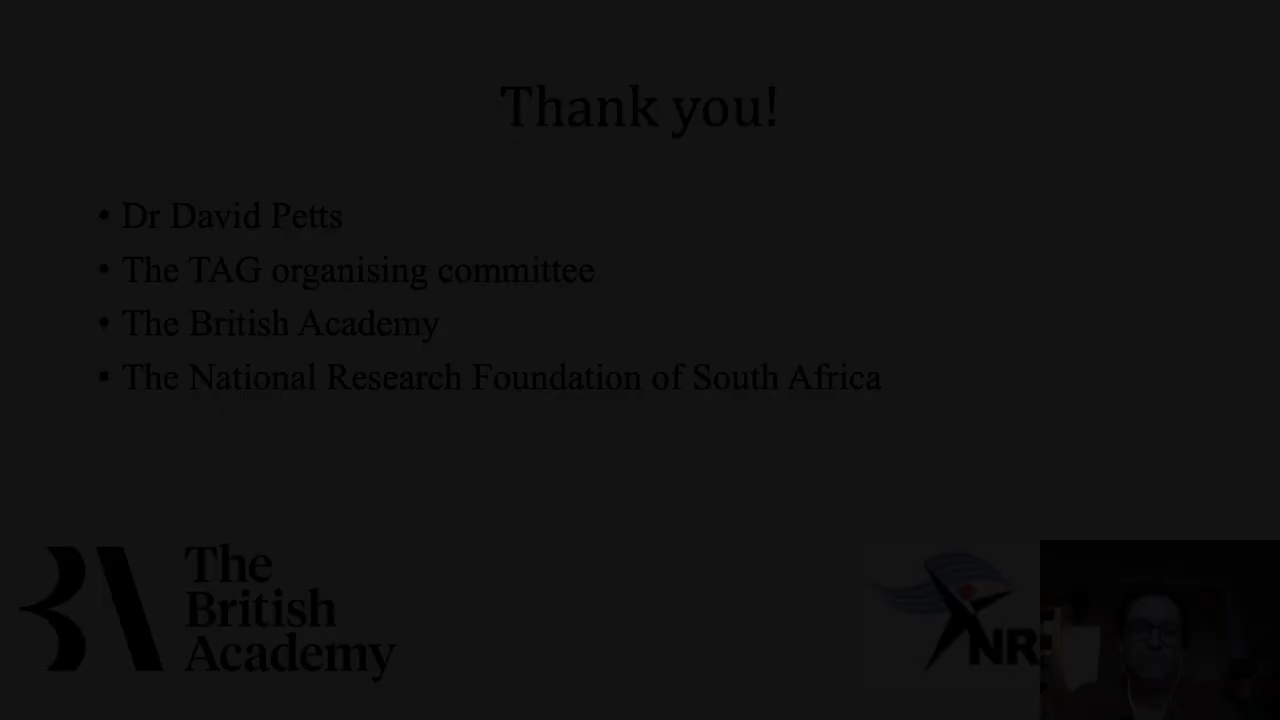 Thank you!
• Dr David Petts
• The TAG organising committee
• The British Academy
• The National Research Foundation of South Africa
The
British
Academy
NRF